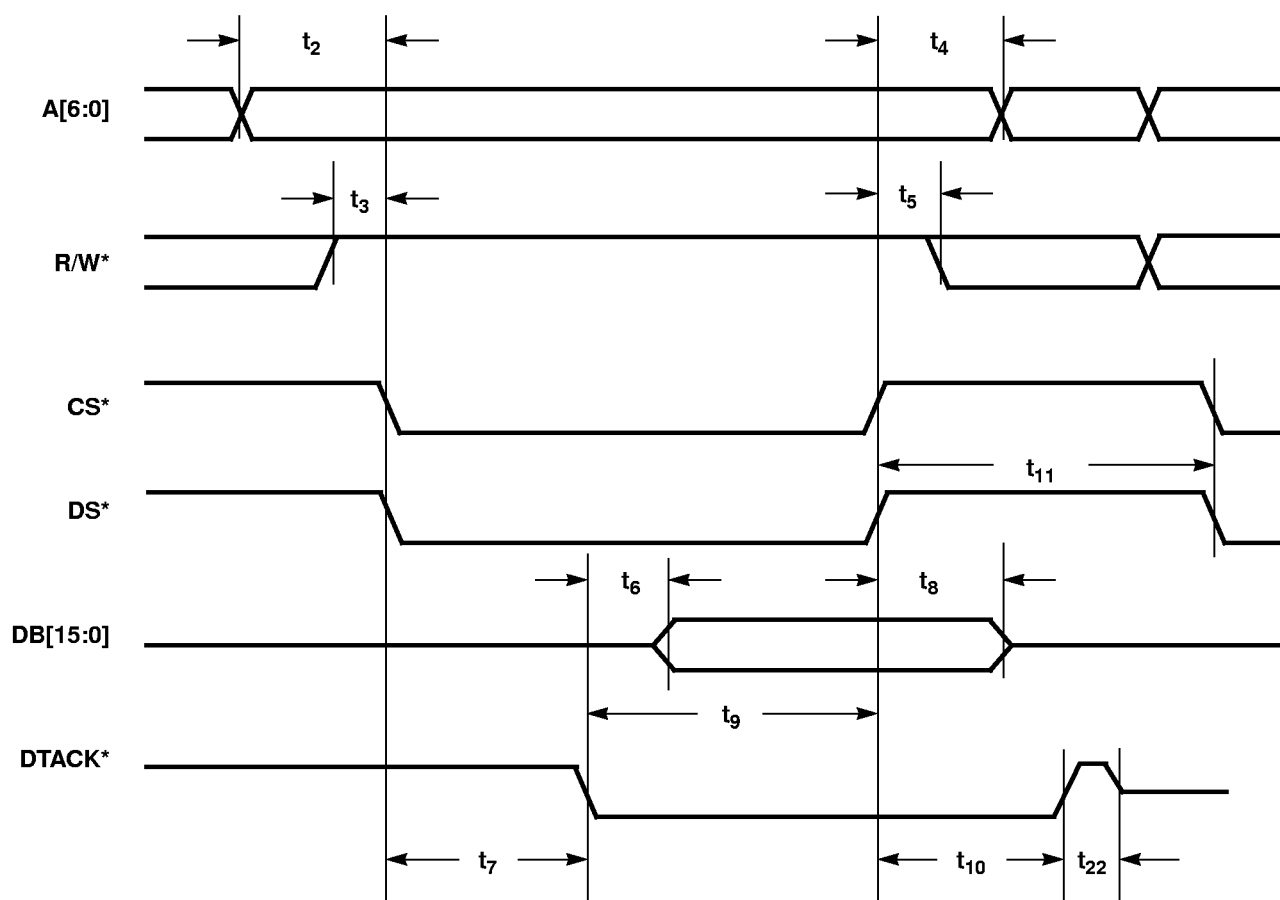 t2
t4
A[6:0]
t3
t5
R/W*
CS*
t11
DS*
t6
t8
DB[15:0]
t9
DTACK*
t7
t10
t22